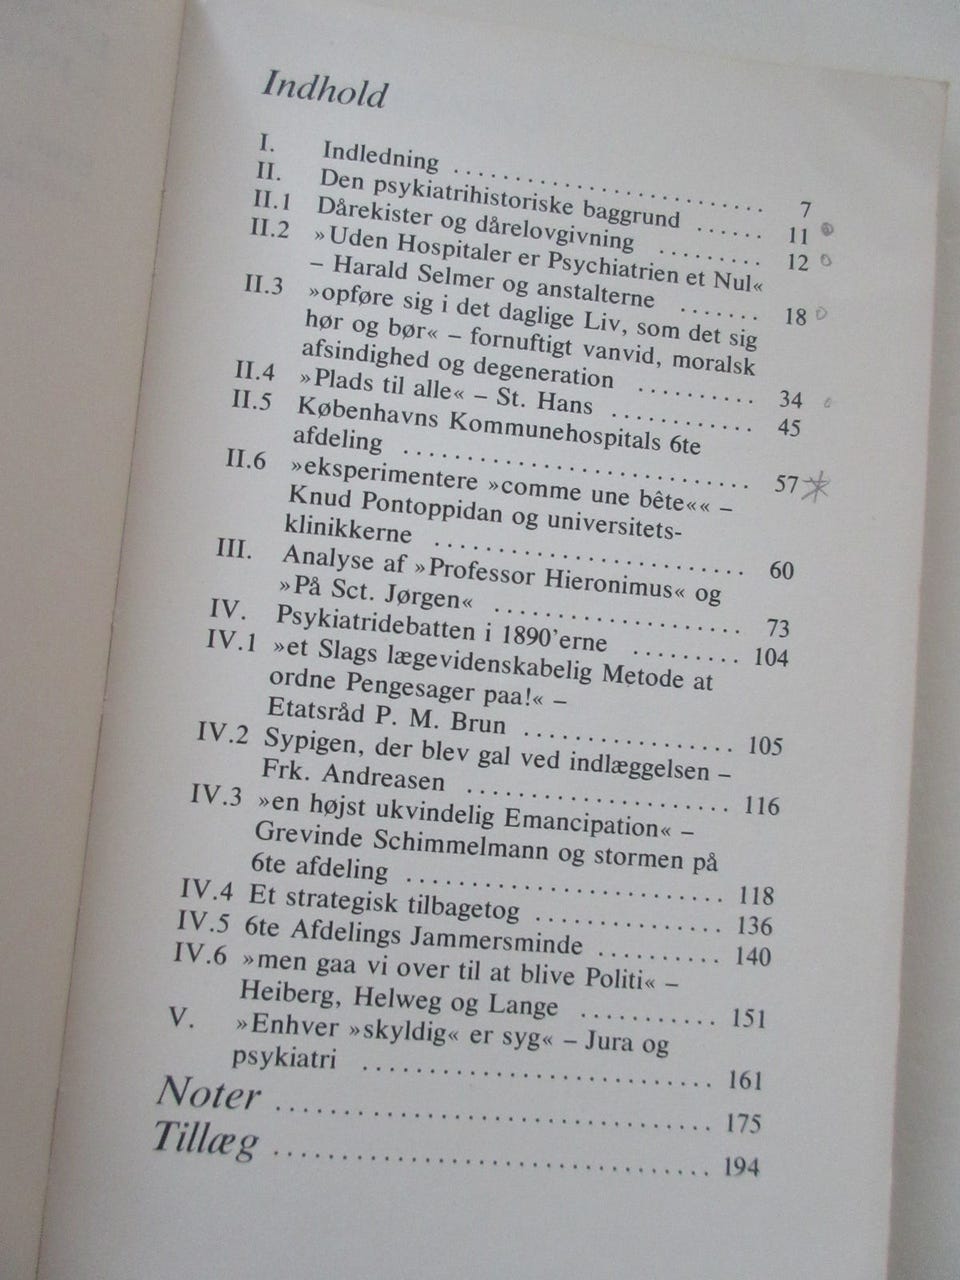 Indhold
I. Indledning ........................ 7
II. Den psykiatrihistoriske baggrund ...... 11
II.1 Dårekister og dårelovgivning ......... 12
II.2 »Uden Hospitaler er Psychiatrien et Nul«
– Harald Selmer og anstalterne ....... 18
II.3 »opføre sig i det daglige Liv, som det sig
hør og bør« – fornuftigt vanvid, moralsk
afsindighed og degeneration .......... 34
II.4 »Plads til alle« – St. Hans ............ 45
II.5 Københavns Kommunehospitals 6te
afdeling ........................... 57
II.6 »eksperimentere »comme une bête«« –
Knud Pontoppidan og universitets-
klinikkerne ........................ 60
III. Analyse af »Professor Hieronimus« og
»På Sct. Jørgen« ................... 73
IV. Psykiatridebatten i 1890'erne ......... 104
IV.1 »et Slags lægevidenskabelig Metode at
ordne Pengesager paa!« –
Etatsråd P. M. Brun ................ 105
IV.2 Sypigen, der blev gal ved indlæggelsen –
Frk. Andreasen .................... 116
IV.3 »en højst ukvindelig Emancipation« –
Grevinde Schimmelmann og stormen på
6te afdeling ........................ 118
IV.4 Et strategisk tilbagetog .............. 136
IV.5 6te Afdelings Jammersminde .......... 140
IV.6 »men gaa vi over til at blive Politi« –
Heiberg, Helweg og Lange ........... 151
V. »Enhver »skyldig« er syg« – Jura og
psykiatri ........................... 161
Noter ................................. 175
Tillæg ................................. 194